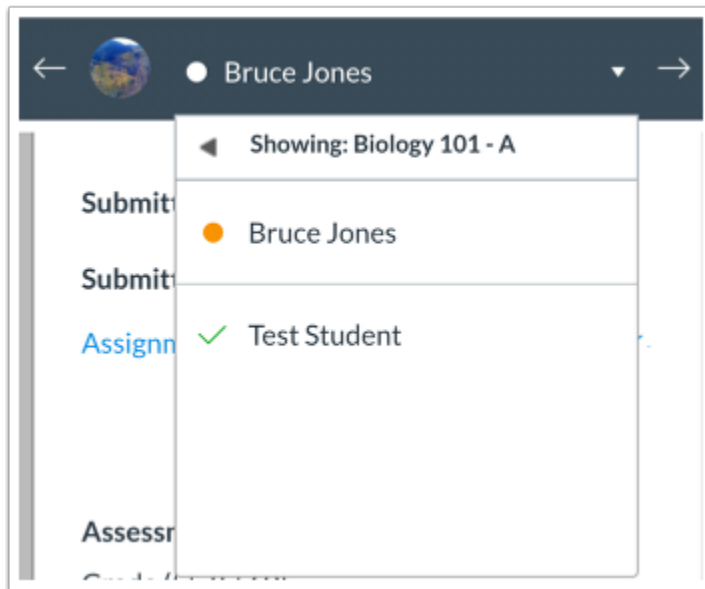 Bruce Jones
Showing: Biology 101 - A
Submitt
Bruce Jones
Submitt
Test Student
Assignm
Assessr